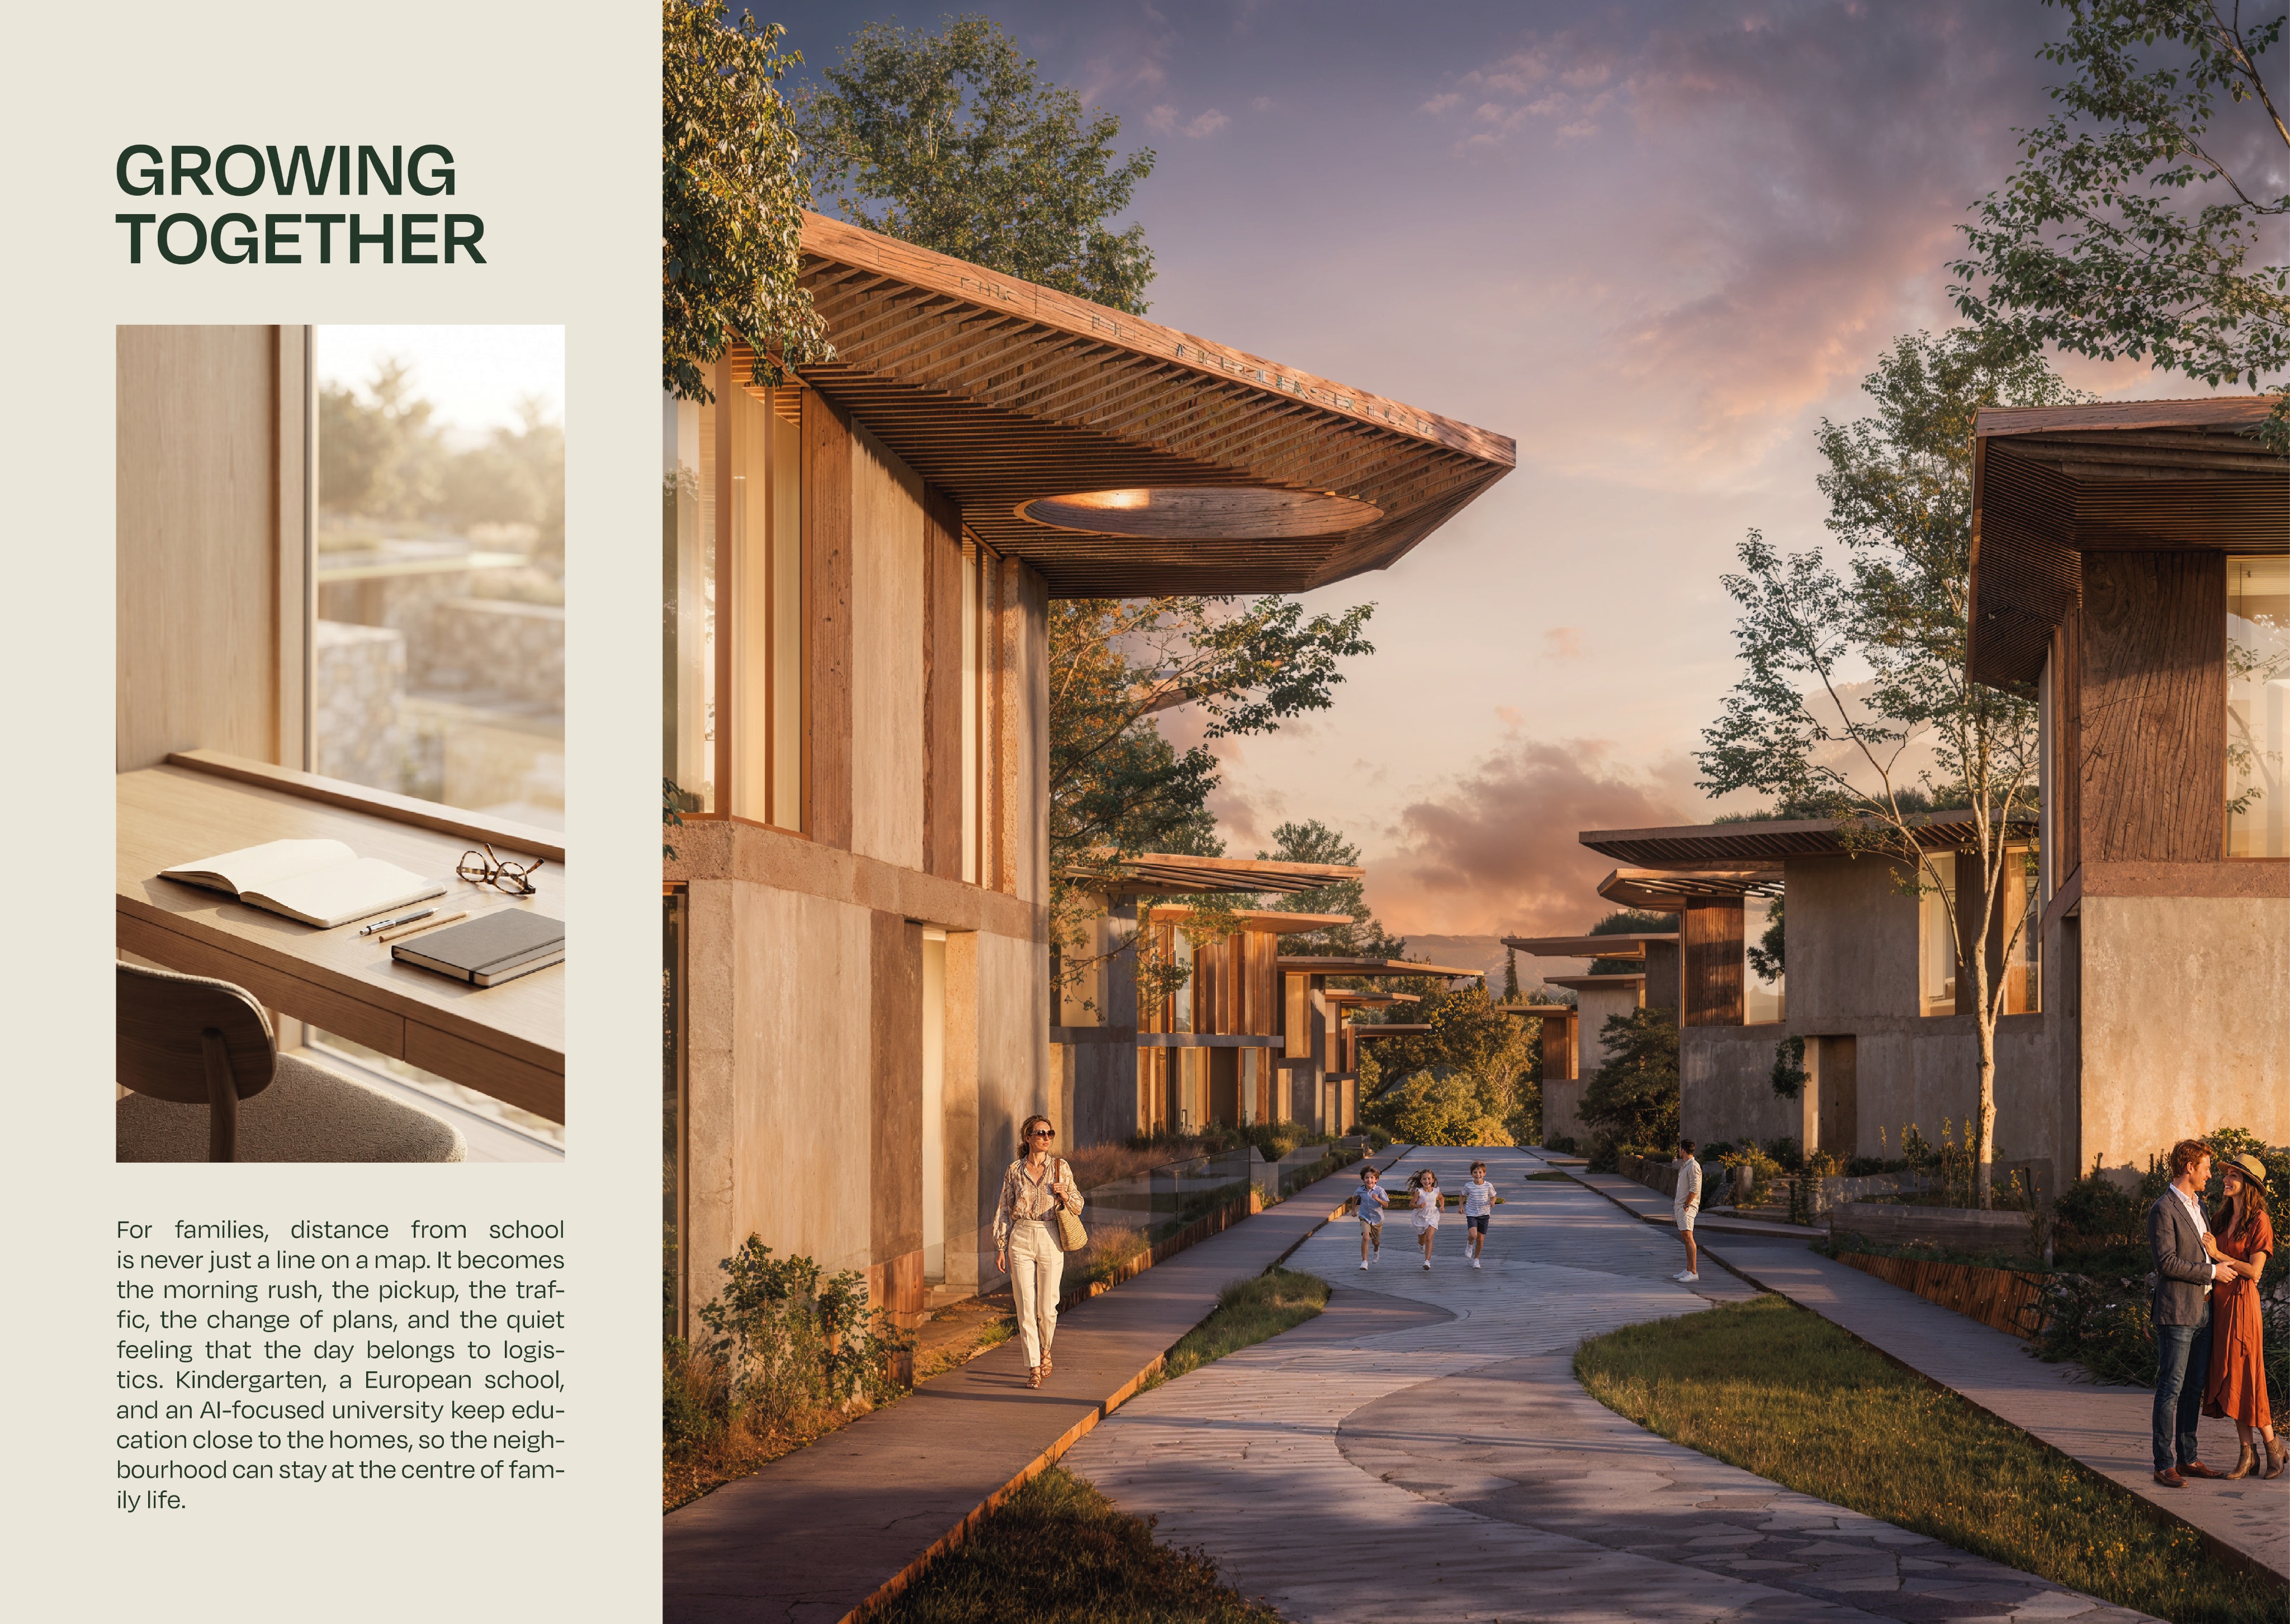 GROWING
TOGETHER
For families, distance from school
is never just a line on a map. It becomes
the morning rush, the pickup, the traf-
fic, the change of plans, and the quiet
feeling that the day belongs to logis-
tics. Kindergarten, a European school,
and an AI-focused university keep edu-
cation close to the homes, so the neigh-
bourhood can stay at the centre of fam-
ily life.